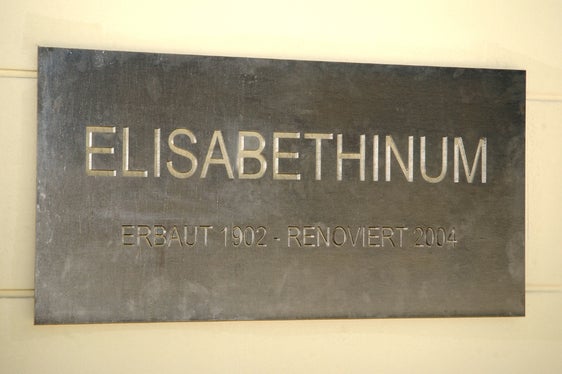 ELISABETHINUM
ERBAUT 1902 - RENOVIERT 2004